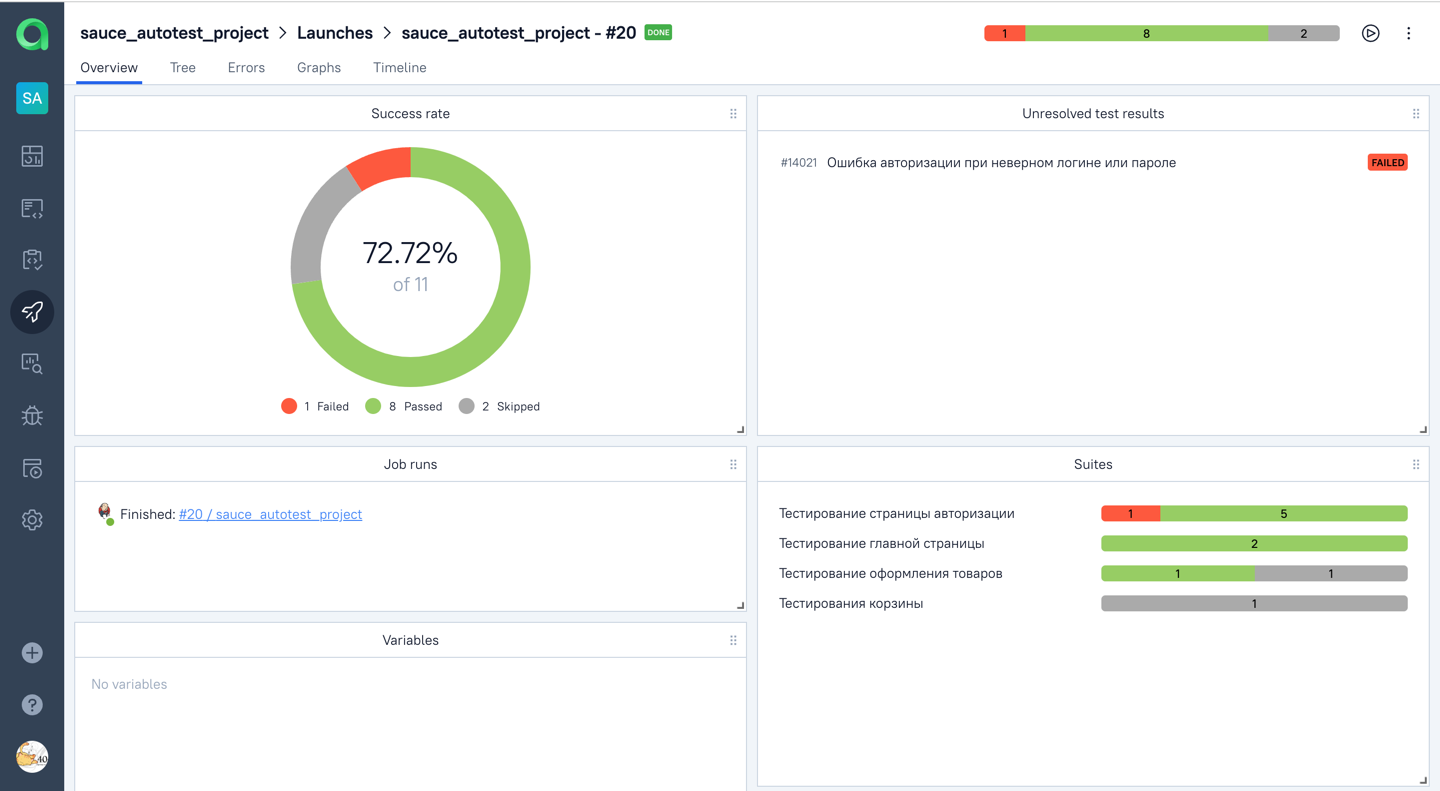 sauce_autotest_project > Launches > sauce_autotest_project - #20 DONE
1 8 2
Overview Tree Errors Graphs Timeline
SA
Success rate
72.72%
of 11
1 Failed 8 Passed 2 Skipped
Unresolved test results
#14021 Ошибка авторизации при неверном логине или пароле FAILED
Job runs
Finished: #20 / sauce_autotest_project
Suites
Тестирование страницы авторизации 1 5
Тестирование главной страницы 2
Тестирование оформления товаров 1 1
Тестирования корзины 1
Variables
No variables